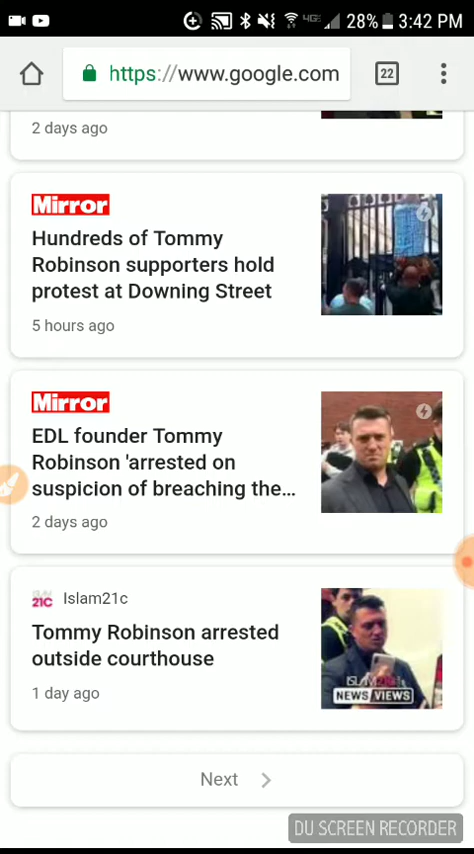 4G
28%
3:42 PM
https://www.google.com
22
2 days ago
Mirror
Hundreds of Tommy
Robinson supporters hold
protest at Downing Street
5 hours ago
Mirror
EDL founder Tommy
Robinson 'arrested on
suspicion of breaching the...
2 days ago
21C
Islam21c
Tommy Robinson arrested
outside courthouse
1 day ago
NEWS VIEWS
Next
DU SCREEN RECORDER